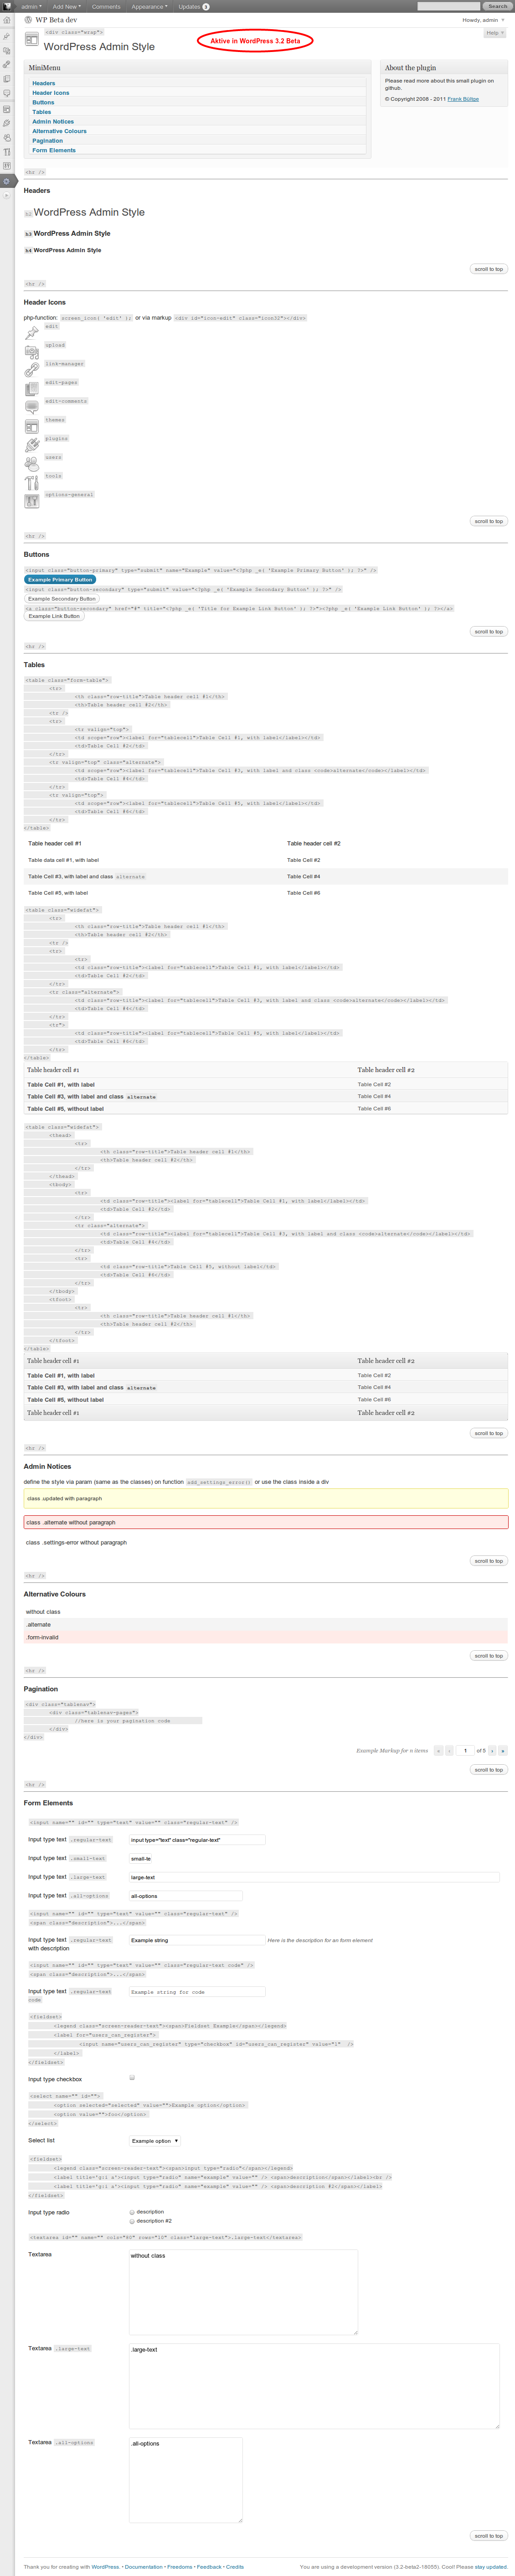 admin Add New Comments Appearance Updates 3 Search
WP Beta dev Howdy, admin
<div class="wrap"> Aktive in WordPress 3.2 Beta Help
WordPress Admin Style
MiniMenu
Headers
Header Icons
Buttons
Tables
Admin Notices
Alternative Colours
Pagination
Form Elements
About the plugin
Please read more about this small plugin on
github.
© Copyright 2008 - 2011 Frank Bültge
<hr />
Headers
h2 WordPress Admin Style
h3 WordPress Admin Style
h4 WordPress Admin Style
scroll to top
<hr />
Header Icons
php-function: screen_icon( 'edit' ); or via markup <div id="icon-edit" class="icon32"></div>
edit
upload
link-manager
edit-pages
edit-comments
themes
plugins
users
tools
options-general
scroll to top
<hr />
Buttons
<input class="button-primary" type="submit" name="Example" value="<?php _e( 'Example Primary Button' ); ?>" />
Example Primary Button
<input class="button-secondary" type="submit" value="<?php _e( 'Example Secondary Button' ); ?>" />
Example Secondary Button
<a class="button-secondary" href="#" title="<?php _e( 'Title for Example Link Button' ); ?>"><?php _e( 'Example Link Button' ); ?></a>
Example Link Button
scroll to top
<hr />
Tables
<table class="form-table">
<tr>
<th class="row-title">Table header cell #1</th>
<th>Table header cell #2</th>
<tr />
<tr>
<tr valign="top">
<td scope="row"><label for="tablecell">Table Cell #1, with label</label></td>
<td>Table Cell #2</td>
</tr>
<tr valign="top" class="alternate">
<td scope="row"><label for="tablecell">Table Cell #3, with label and class <code>alternate</code></label></td>
<td>Table Cell #4</td>
</tr>
<tr valign="top">
<td scope="row"><label for="tablecell">Table Cell #5, with label</label></td>
<td>Table Cell #6</td>
</tr>
</table>
Table header cell #1 Table header cell #2
Table data cell #1, with label Table Cell #2
Table Cell #3, with label and class alternate Table Cell #4
Table Cell #5, with label Table Cell #6
<table class="widefat">
<tr>
<th class="row-title">Table header cell #1</th>
<th>Table header cell #2</th>
<tr />
<tr>
<tr>
<td class="row-title"><label for="tablecell">Table Cell #1, with label</label></td>
<td>Table Cell #2</td>
</tr>
<tr class="alternate">
<td class="row-title"><label for="tablecell">Table Cell #3, with label and class <code>alternate</code></label></td>
<td>Table Cell #4</td>
</tr>
<tr">
<td class="row-title"><label for="tablecell">Table Cell #5, with label</label></td>
<td>Table Cell #6</td>
</tr>
</table>
Table header cell #1 Table header cell #2
Table Cell #1, with label Table Cell #2
Table Cell #3, with label and class alternate Table Cell #4
Table Cell #5, without label Table Cell #6
<table class="widefat">
<thead>
<tr>
<th class="row-title">Table header cell #1</th>
<th>Table header cell #2</th>
</tr>
</thead>
<tbody>
<tr>
<td class="row-title"><label for="tablecell">Table Cell #1, with label</label></td>
<td>Table Cell #2</td>
</tr>
<tr class="alternate">
<td class="row-title"><label for="tablecell">Table Cell #3, with label and class <code>alternate</code></label></td>
<td>Table Cell #4</td>
</tr>
<tr>
<td class="row-title">Table Cell #5, without label</td>
<td>Table Cell #6</td>
</tr>
</tbody>
<tfoot>
<tr>
<th class="row-title">Table header cell #1</th>
<th>Table header cell #2</th>
</tr>
</tfoot>
</table>
Table header cell #1 Table header cell #2
Table Cell #1, with label Table Cell #2
Table Cell #3, with label and class alternate Table Cell #4
Table Cell #5, without label Table Cell #6
Table header cell #1 Table header cell #2
scroll to top
<hr />
Admin Notices
define the style via param (same as the classes) on function add_settings_error() or use the class inside a div
class .updated with paragraph
class .alternate without paragraph
class .settings-error without paragraph
scroll to top
<hr />
Alternative Colours
without class
.alternate
.form-invalid
scroll to top
<hr />
Pagination
<div class="tablenav">
<div class="tablenav-pages">
//here is your pagination code
</div>
</div>
Example Markup for n items « ‹ 1 of 5 › »
scroll to top
<hr />
Form Elements
<input name="" id="" type="text" value="" class="regular-text" />
Input type text .regular-text input type="text" class="regular-text"
Input type text .small-text small-te
Input type text .large-text large-text
Input type text .all-options all-options
<input name="" id="" type="text" value="" class="regular-text" />
<span class="description">...</span>
Input type text .regular-text Example string Here is the description for an form element
with description
<input name="" id="" type="text" value="" class="regular-text code" />
<span class="description">...</span>
Input type text .regular-text Example string for code
code
<fieldset>
<legend class="screen-reader-text"><span>Fieldset Example</span></legend>
<label for="users_can_register">
<input name="users_can_register" type="checkbox" id="users_can_register" value="1" />
</label>
</fieldset>
Input type checkbox
<select name="" id="">
<option selected="selected" value="">Example option</option>
<option value="">foo</option>
</select>
Select list Example option
<fieldset>
<legend class="screen-reader-text"><span>input type="radio"</span></legend>
<label title='g:i a'><input type="radio" name="example" value="" /> <span>description</span></label><br />
<label title='g:i a'><input type="radio" name="example" value="" /> <span>description #2</span></label>
</fieldset>
Input type radio description
description #2
<textarea id="" name="" cols="80" rows="10" class="large-text">.large-text</textarea>
Textarea without class
Textarea .large-text .large-text
Textarea .all-options .all-options
scroll to top
Thank you for creating with WordPress. • Documentation • Freedoms • Feedback • Credits You are using a development version (3.2-beta2-18055). Cool! Please stay updated.